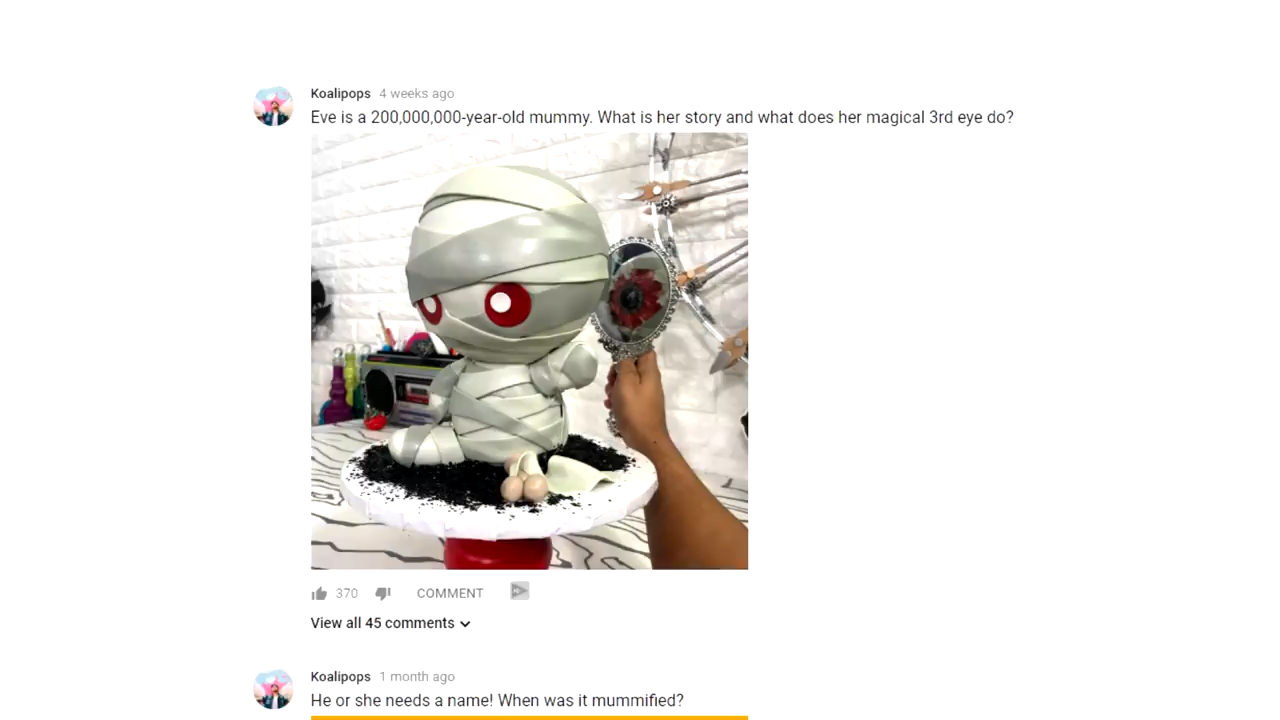 Koalipops 4 weeks ago
Eve is a 200,000,000-year-old mummy. What is her story and what does her magical 3rd eye do?
370 COMMENT
View all 45 comments
Koalipops 1 month ago
He or she needs a name! When was it mummified?